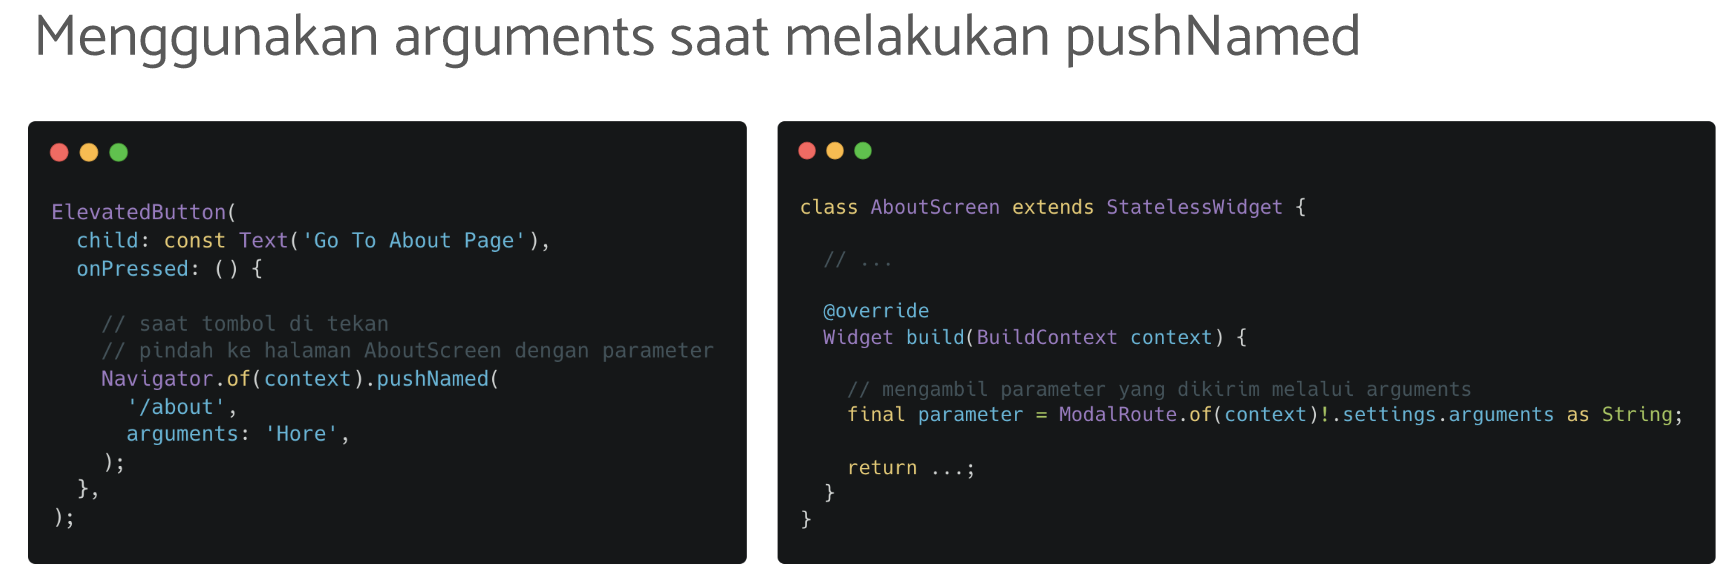 Menggunakan arguments saat melakukan pushNamed
ElevatedButton(
  child: const Text('Go To About Page'),
  onPressed: () {

    // saat tombol di tekan
    // pindah ke halaman AboutScreen dengan parameter
    Navigator.of(context).pushNamed(
      '/about',
      arguments: 'Hore',
    );
  },
);
class AboutScreen extends StatelessWidget {

  // ...

  @override
  Widget build(BuildContext context) {

    // mengambil parameter yang dikirim melalui arguments
    final parameter = ModalRoute.of(context)!.settings.arguments as String;

    return ...;
  }
}